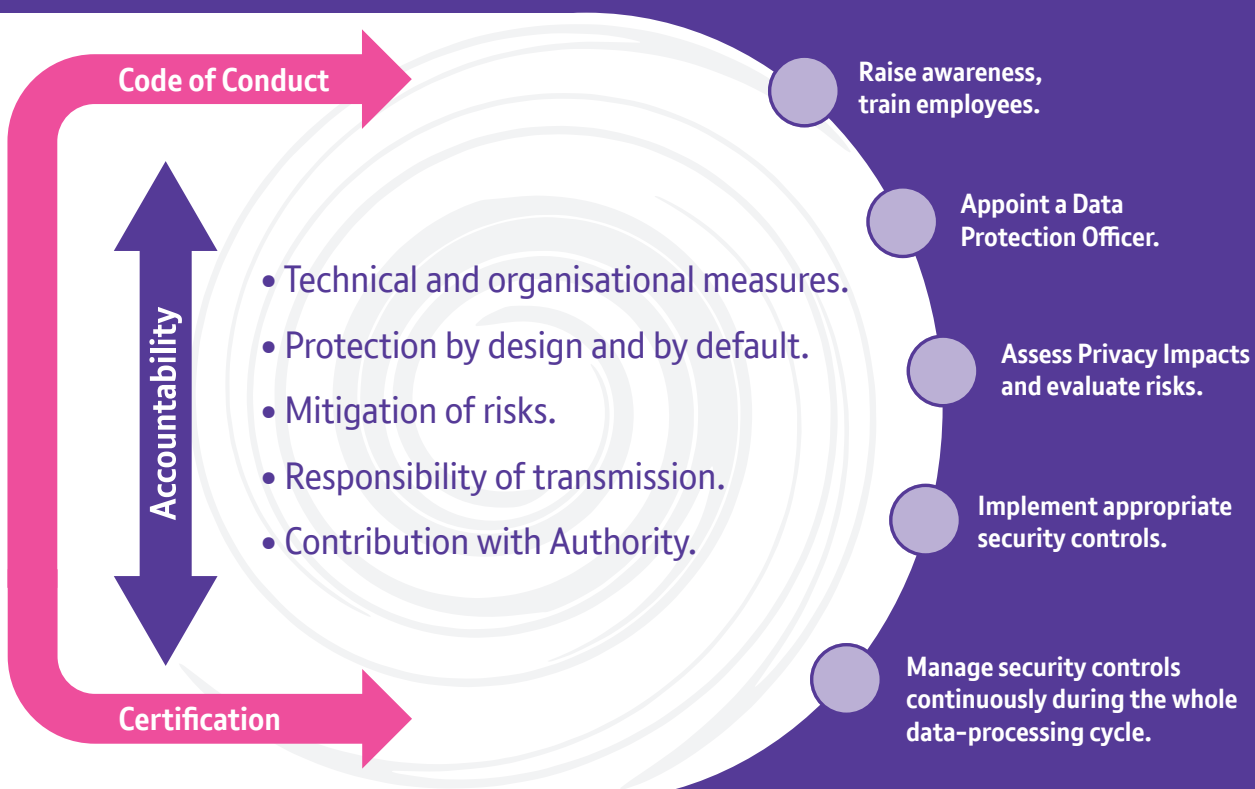 Code of Conduct
Accountability
• Technical and organisational measures.
• Protection by design and by default.
• Mitigation of risks.
• Responsibility of transmission.
• Contribution with Authority.
Certification
Raise awareness,
train employees.
Appoint a Data
Protection Officer.
Assess Privacy Impacts
and evaluate risks.
Implement appropriate
security controls.
Manage security controls
continuously during the whole
data-processing cycle.